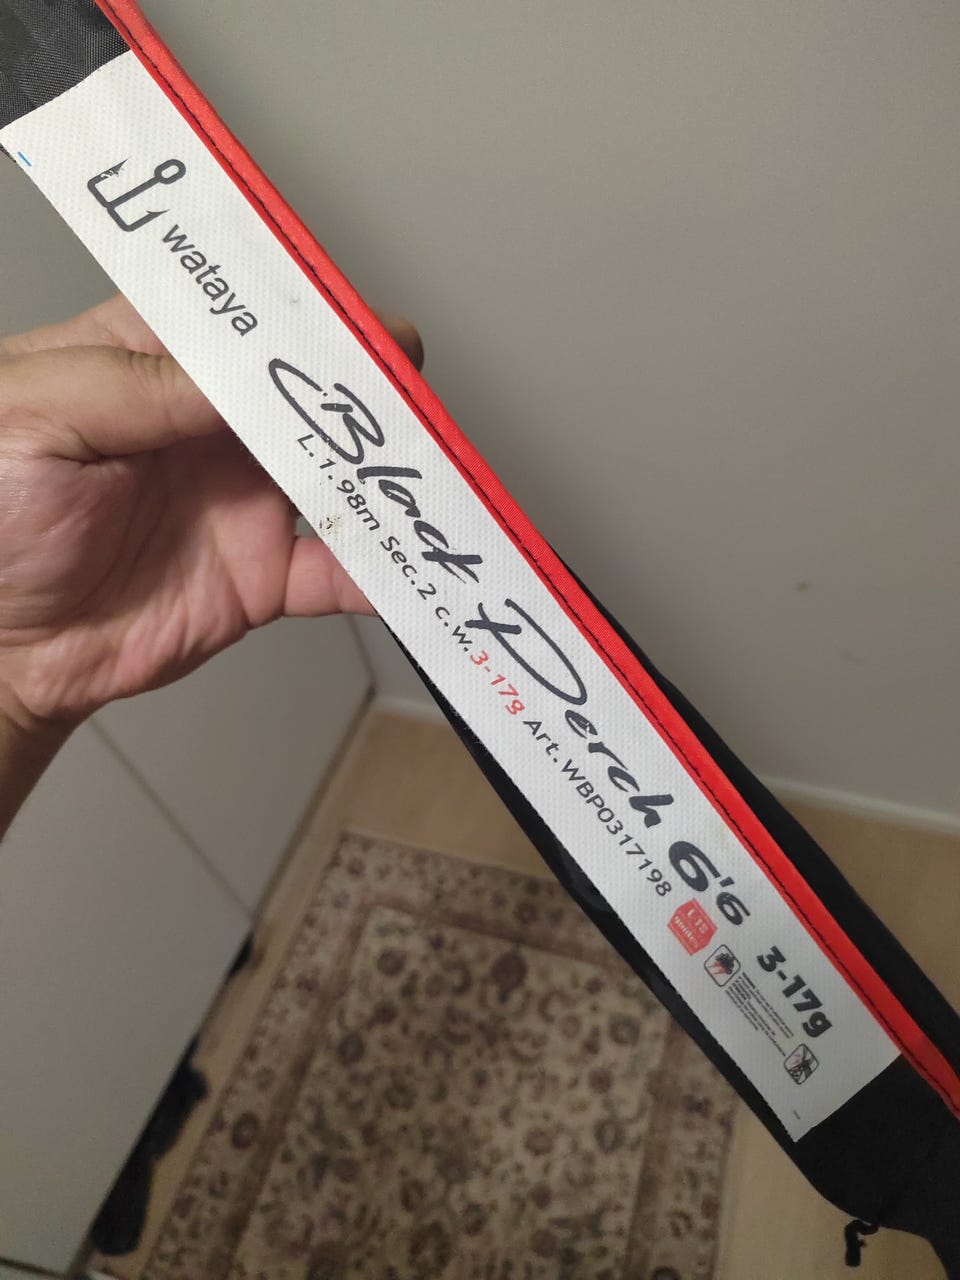 wataya
Black Perch 6'6 3-17g
L.1.98m Sec.2 c.w.3-17g Art.WBP0317198